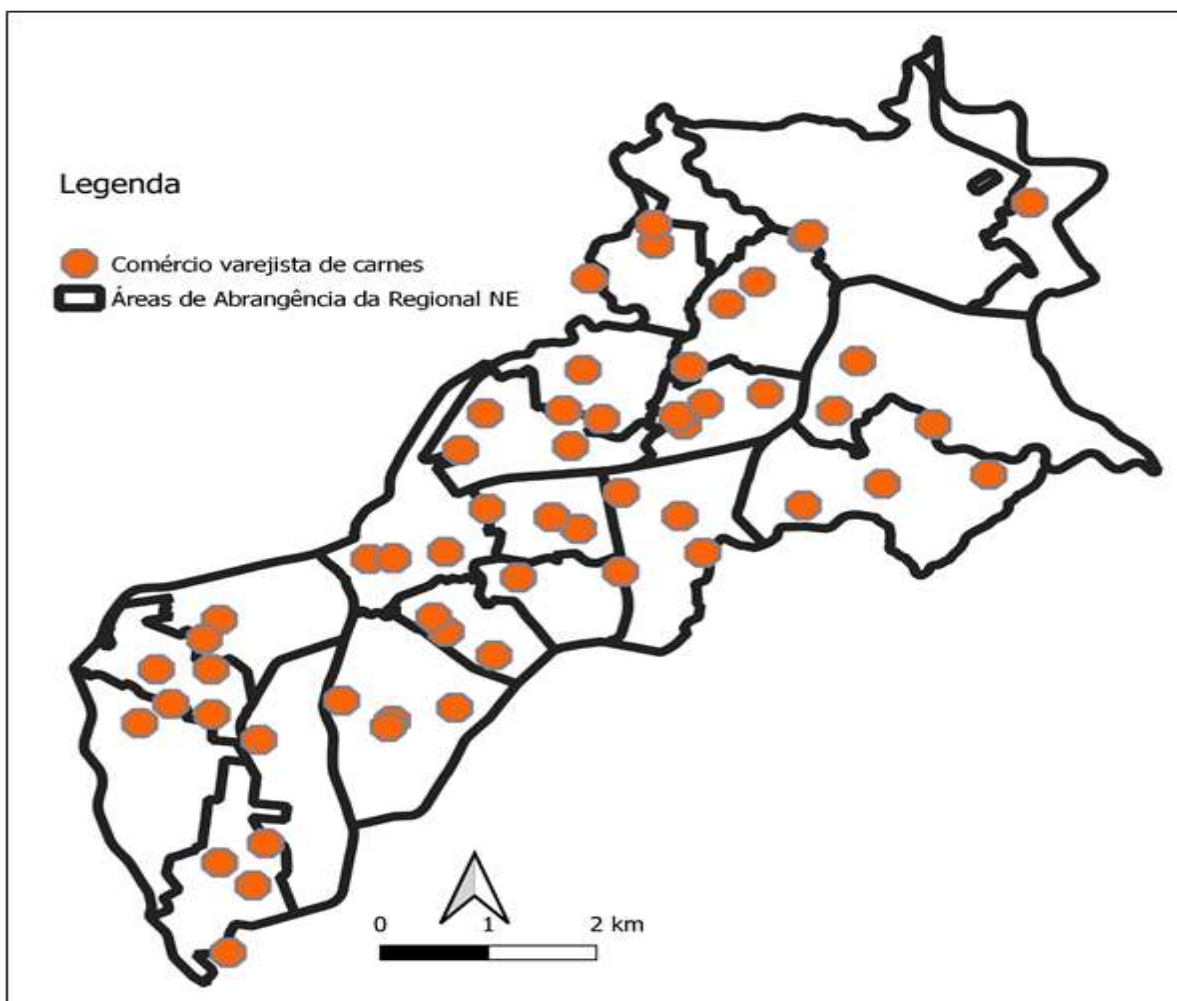 Legenda
Comércio varejista de carnes
Áreas de Abrangência da Regional NE
0 1 2 km